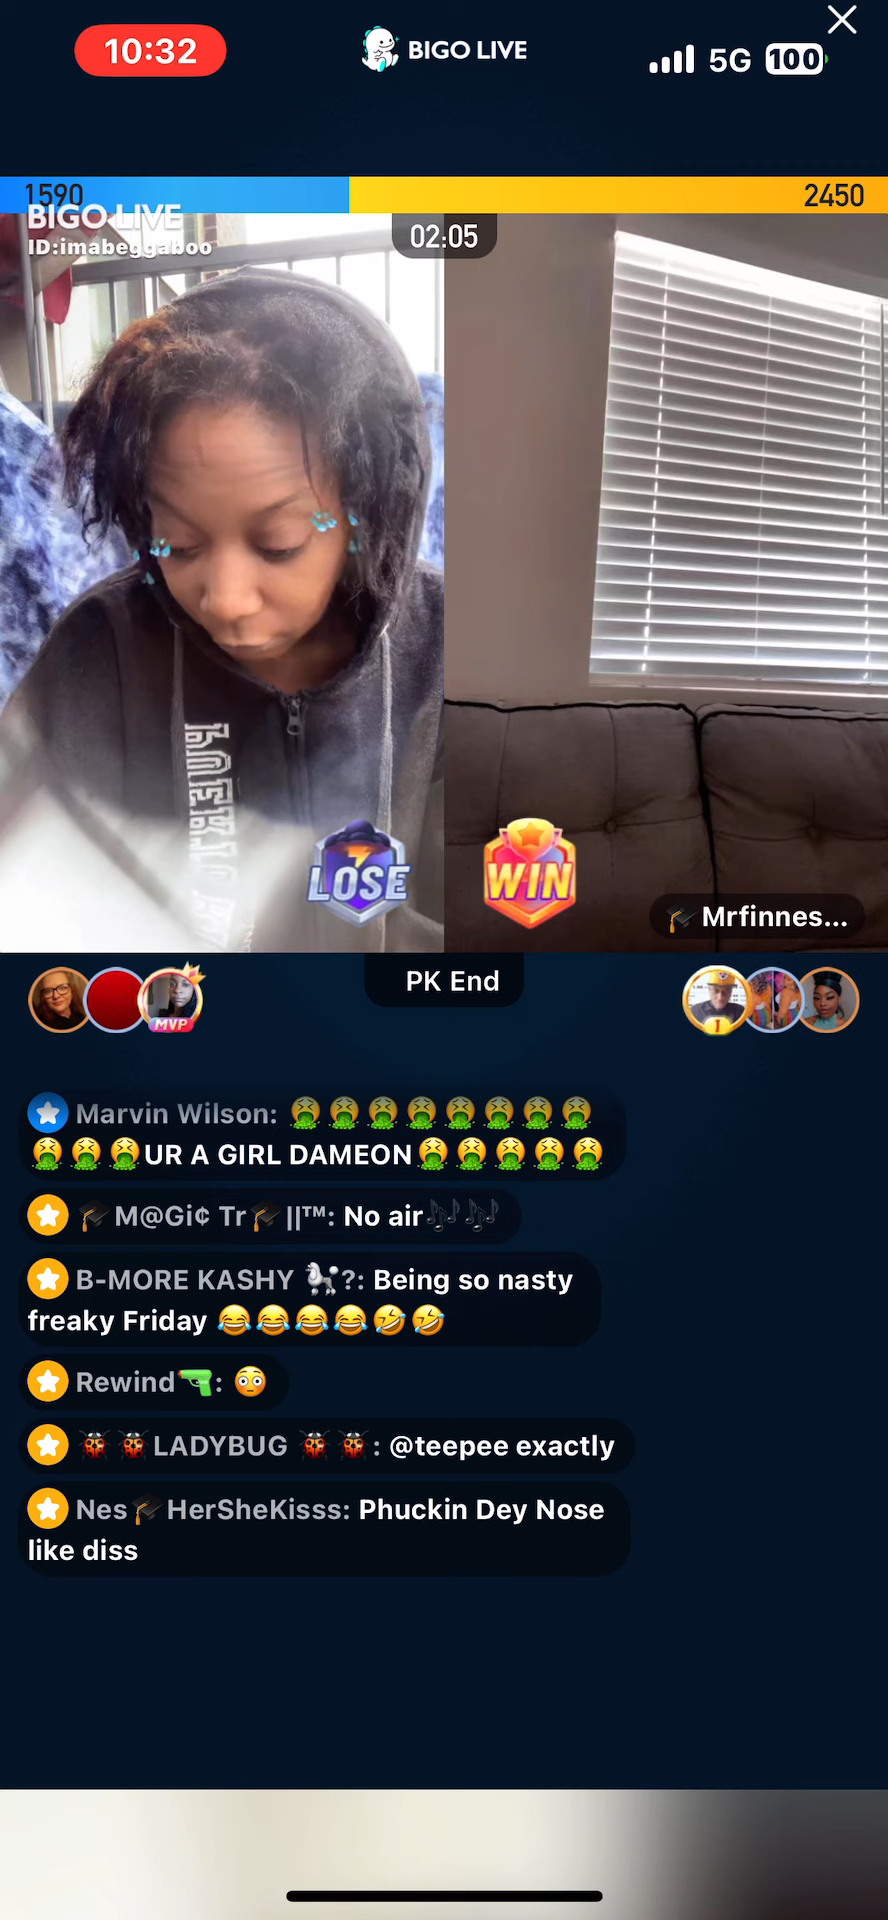 10:32
BIGO LIVE
5G
100
1590
2450
BIGO LIVE
ID:imabeggaboo
02:05
LOSE
WIN
🎓 Mrfinnes...
PK End
MVP
J
Marvin Wilson: 🤮🤮🤮🤮🤮🤮🤮🤮
🤮🤮🤮UR A GIRL DAMEON🤮🤮🤮🤮🤮
🎓M@Gi¢ Tr🎓||™: No air🎶🎶
B-MORE KASHY 🐩?: Being so nasty
freaky Friday 😂😂😂😂🤣🤣
Rewind🔫: 😳
🐞🐞LADYBUG 🐞🐞: @teepee exactly
Nes🎓HerSheKisss: Phuckin Dey Nose
like diss